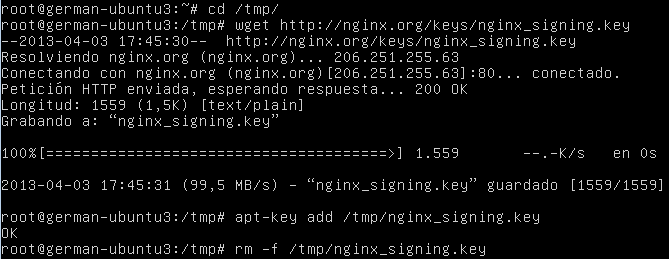 root@german-ubuntu3:~# cd /tmp/
root@german-ubuntu3:/tmp# wget http://nginx.org/keys/nginx_signing.key
--2013-04-03 17:45:30--  http://nginx.org/keys/nginx_signing.key
Resolviendo nginx.org (nginx.org)... 206.251.255.63
Conectando con nginx.org (nginx.org)[206.251.255.63]:80... conectado.
Petición HTTP enviada, esperando respuesta... 200 OK
Longitud: 1559 (1,5K) [text/plain]
Grabando a: “nginx_signing.key”
100%[======================================>] 1.559       --.-K/s   en 0s
2013-04-03 17:45:31 (99,5 MB/s) - “nginx_signing.key” guardado [1559/1559]
root@german-ubuntu3:/tmp# apt-key add /tmp/nginx_signing.key
OK
root@german-ubuntu3:/tmp# rm -f /tmp/nginx_signing.key